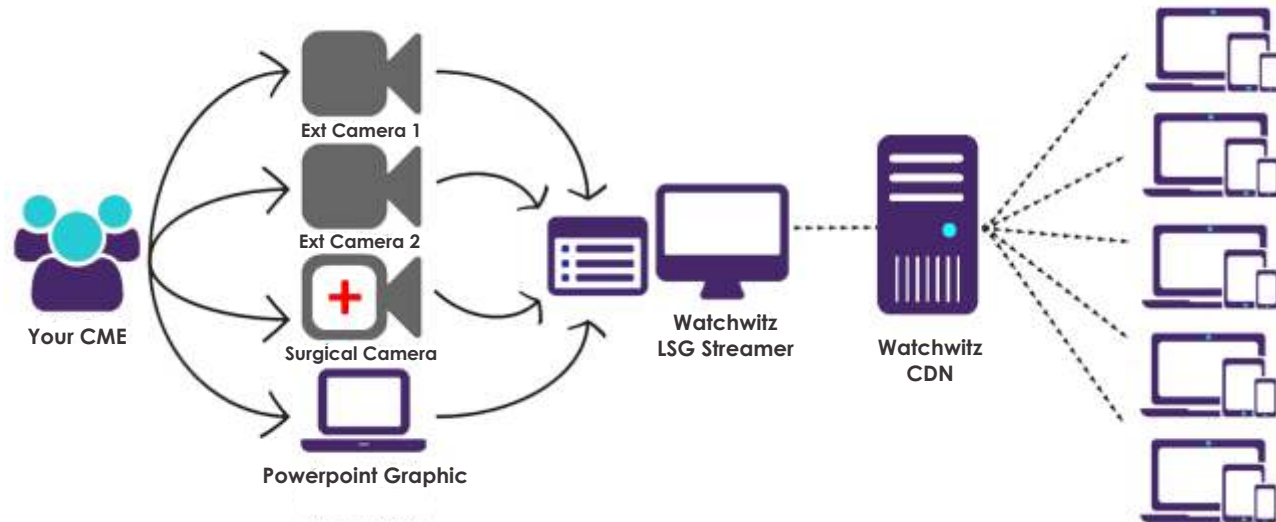 Ext Camera 1
Ext Camera 2
Your CME
Surgical Camera
Powerpoint Graphic
Watchwitz
LSG Streamer
Watchwitz
CDN